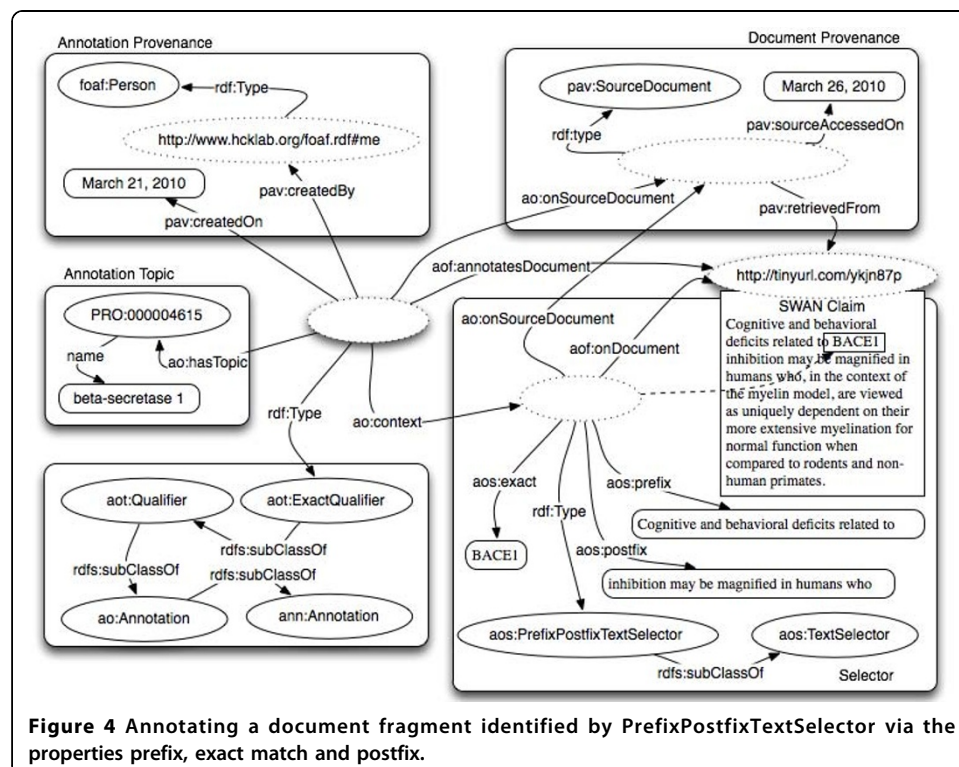 Annotation Provenance
foaf:Person
rdf:Type
http://www.hcklab.org/foaf.rdf#me
March 21, 2010
pav:createdBy
pav:createdOn
Document Provenance
pav:SourceDocument
March 26, 2010
rdf:type
pav:sourceAccessedOn
ao:onSourceDocument
pav:retrievedFrom
aof:annotatesDocument
http://tinyurl.com/ykjn87p
Annotation Topic
PRO:000004615
name
ao:hasTopic
beta-secretase 1
ao:onSourceDocument
aof:onDocument
SWAN Claim
Cognitive and behavioral
deficits related to BACE1
inhibition may be magnified in
humans who, in the context of
the myelin model, are viewed
as uniquely dependent on their
more extensive myelination for
normal function when
compared to rodents and non-
human primates.
rdf:Type
ao:context
aot:Qualifier
aot:ExactQualifier
rdfs:subClassOf
rdfs:subClassOf
rdfs:subClassOf
ao:Annotation
ann:Annotation
aos:exact
aos:prefix
rdf:Type
Cognitive and behavioral deficits related to
BACE1
aos:postfix
inhibition may be magnified in humans who
aos:PrefixPostfixTextSelector
aos:TextSelector
rdfs:subClassOf
Selector
Figure 4 Annotating a document fragment identified by PrefixPostfixTextSelector via the
properties prefix, exact match and postfix.